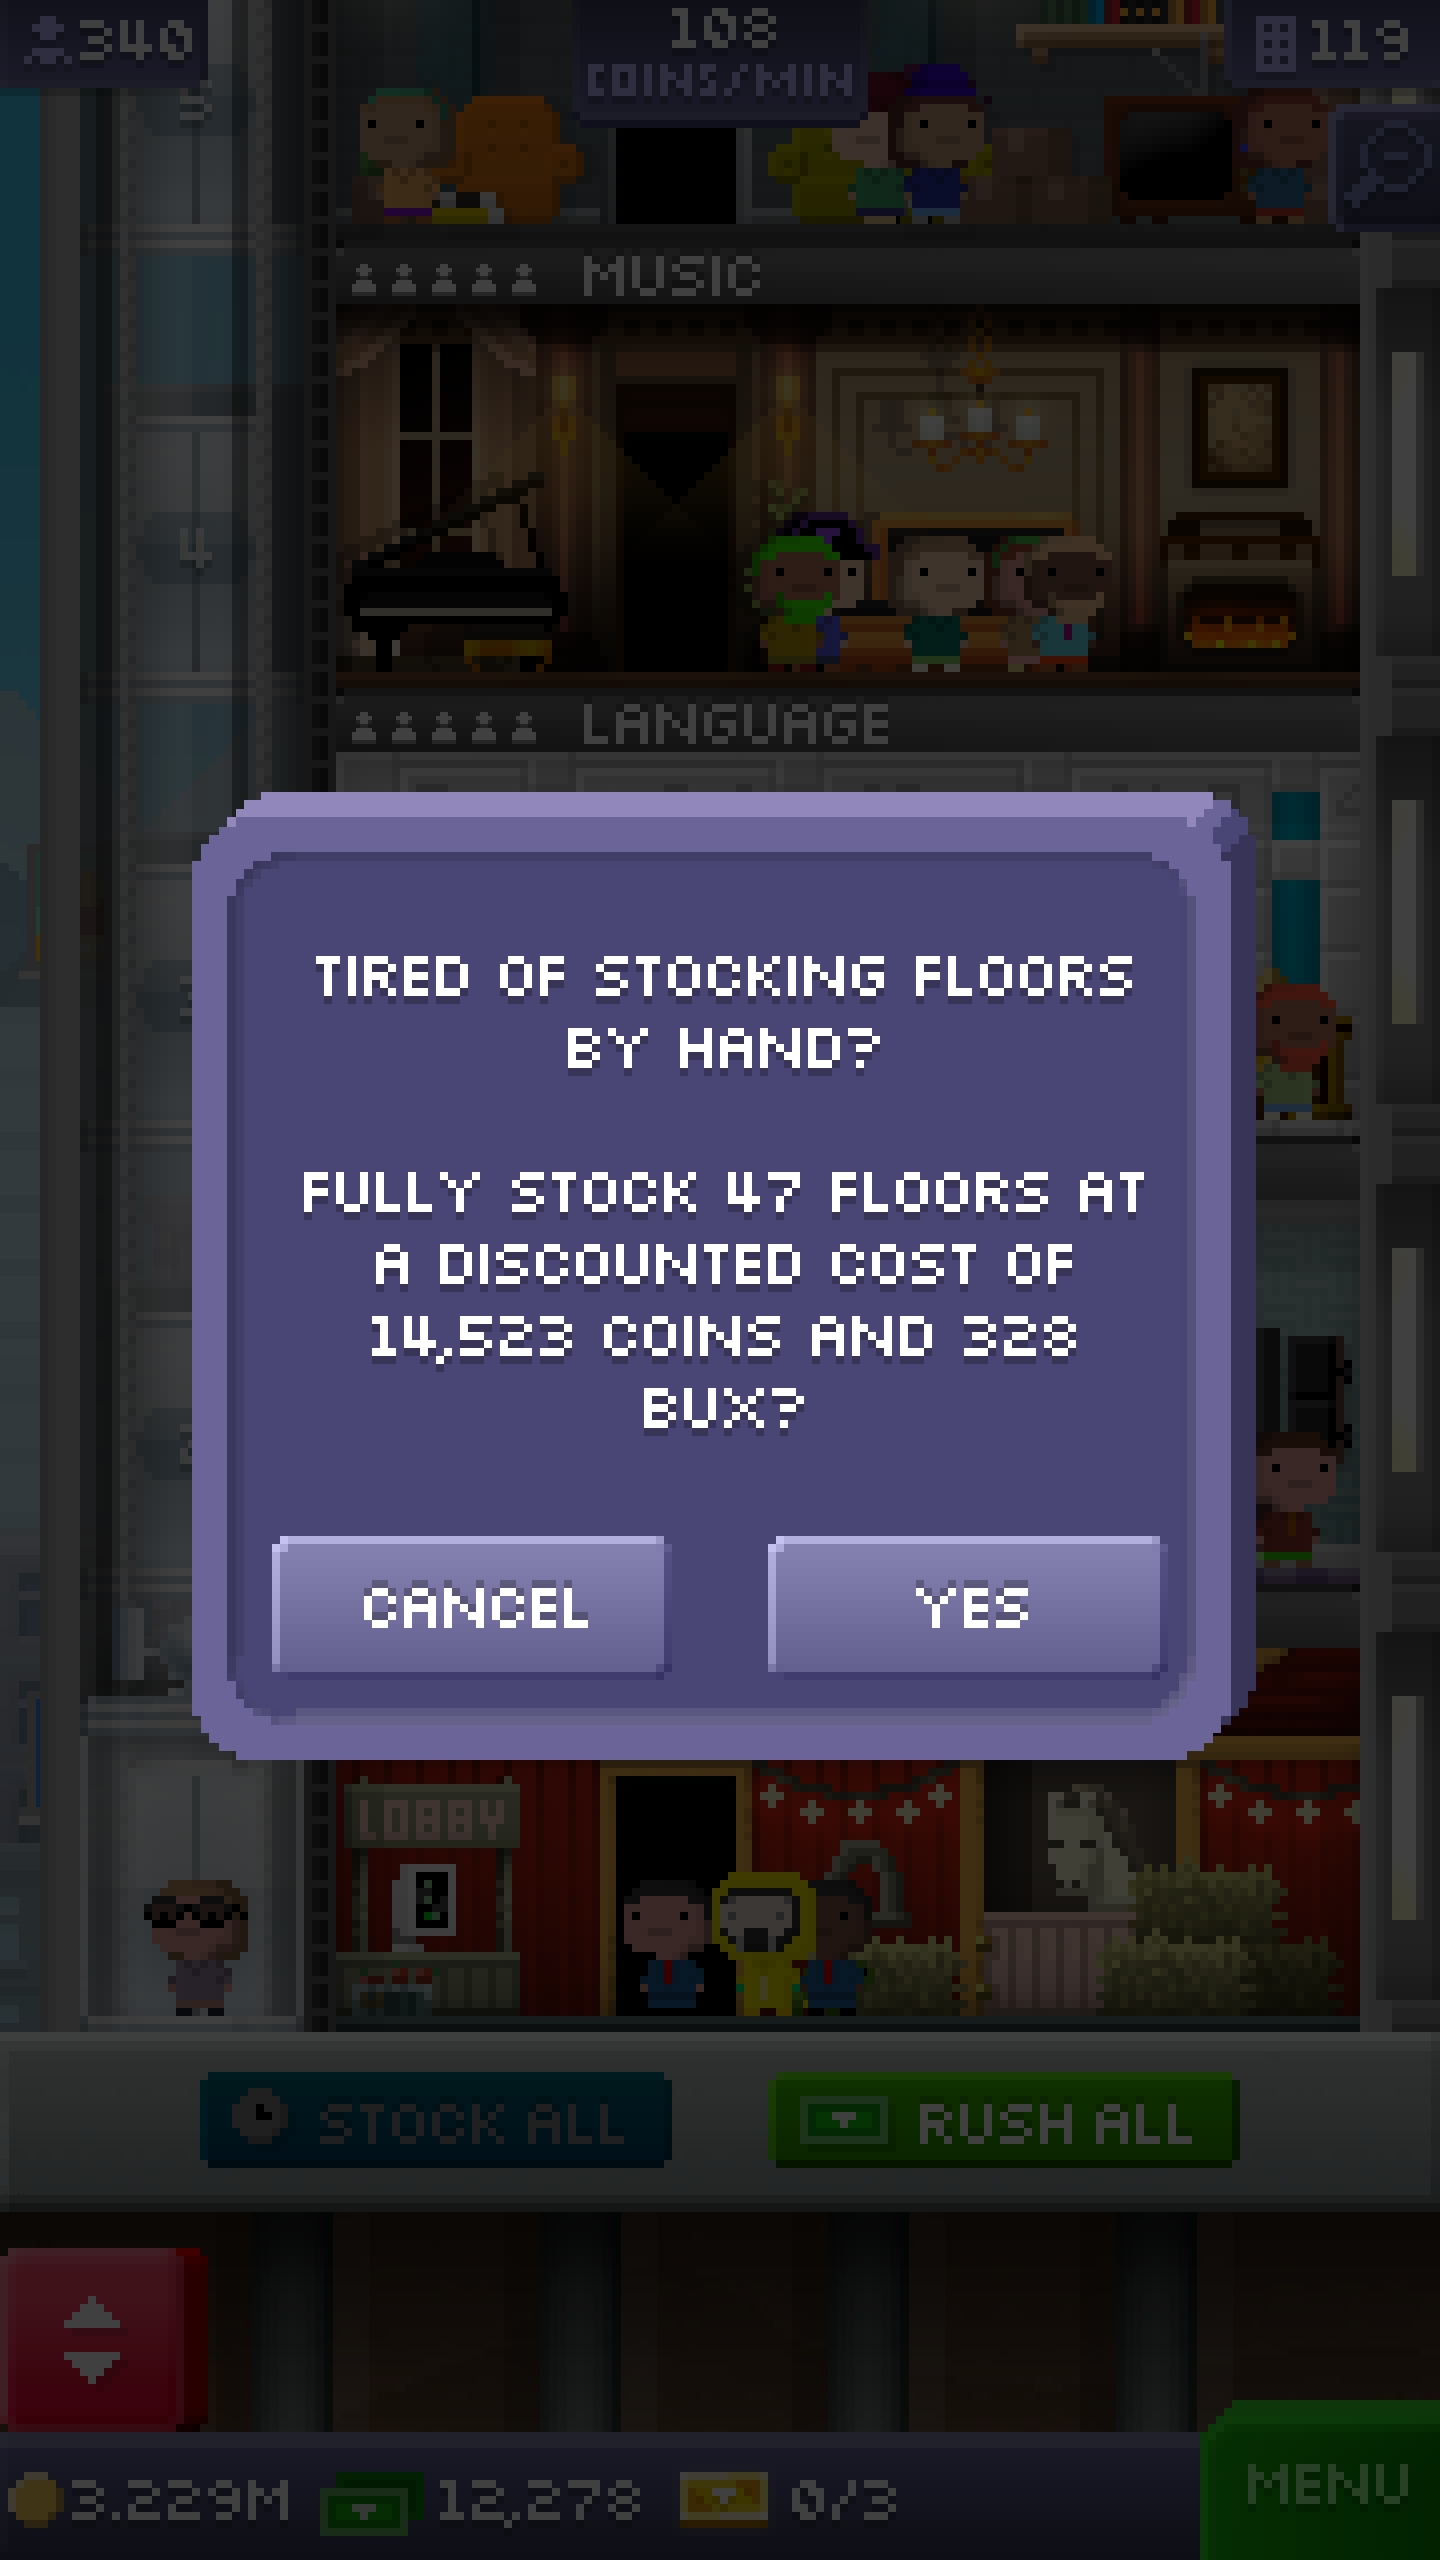 340
108
COINS/MIN
119
5
MUSIC
4
LANGUAGE
TIRED OF STOCKING FLOORS
BY HAND?
FULLY STOCK 47 FLOORS AT
A DISCOUNTED COST OF
14,523 COINS AND 328
BUX?
CANCEL
YES
LOBBY
STOCK ALL
RUSH ALL
3.229M
12,278
0/3
MENU